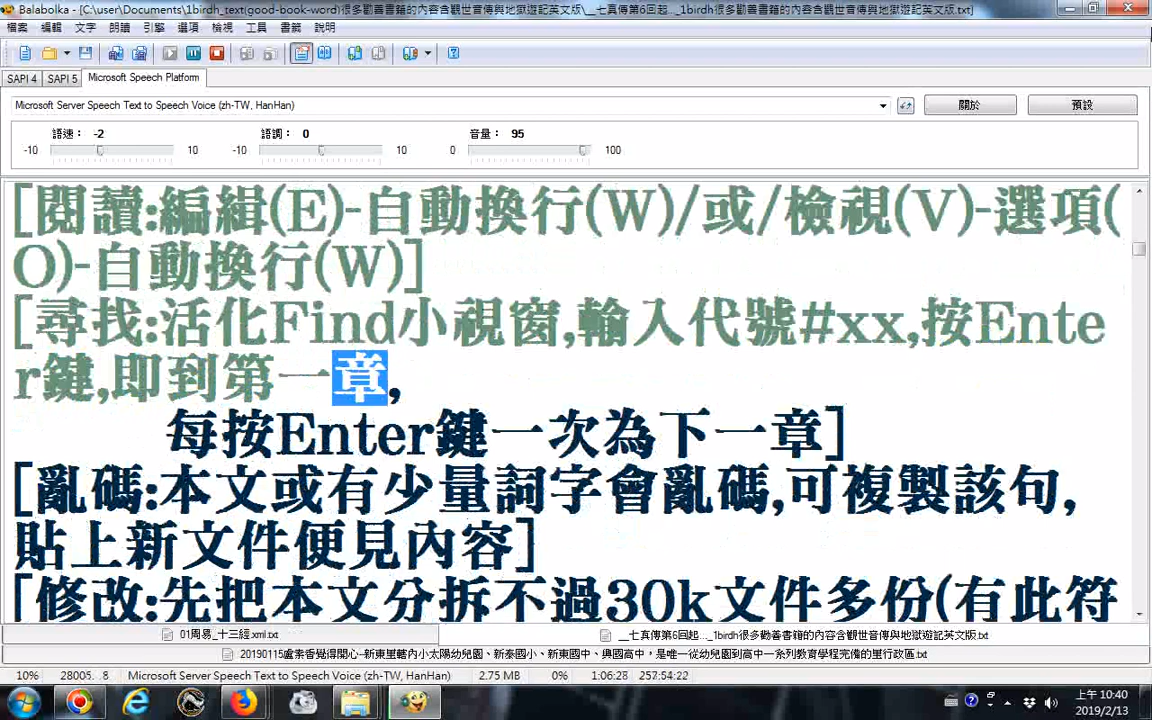 Balabolka - [C:\user\Documents\1birdh_text(good-book-word)很多勸善書籍的內容含觀世音傳與地獄遊記英文版\__七真傳第6回起..._1birdh很多勸善書籍的內容含觀世音傳與地獄遊記英文版.txt]
檔案 編輯 文字 朗讀 引擎 選項 檢視 工具 書籤 說明
SAPI 4 SAPI 5 Microsoft Speech Platform
Microsoft Server Speech Text to Speech Voice (zh-TW, HanHan) 關於 預設
語速: -2 語調: 0 音量: 95
-10 10 -10 10 0 100
[閱讀:編緝(E)-自動換行(W)/或/檢視(V)-選項(
O)-自動換行(W)]
[尋找:活化Find小視窗,輸入代號#xx,按Ente
r鍵,即到第一章,
每按Enter鍵一次為下一章]
[亂碼:本文或有少量詞字會亂碼,可複製該句,
貼上新文件便見內容]
[修改:先把本文分拆不過30k文件多份(有此符
01周易_十三經.xml.txt __七真傳第6回起..._1birdh很多勸善書籍的內容含觀世音傳與地獄遊記英文版.txt
20190115盧素香覺得開心-新東里轄內小太陽幼兒園、新泰國小、新東國中、興國高中，是唯一從幼兒園到高中一系列教育學程完備的里行政區.txt
10% 28005. .8 Microsoft Speech Platform Microsoft Server Speech Text to Speech Voice (zh-TW, HanHan) 2.75 MB 0% 1:06:28 257:54:22
上午 10:40
2019/2/13